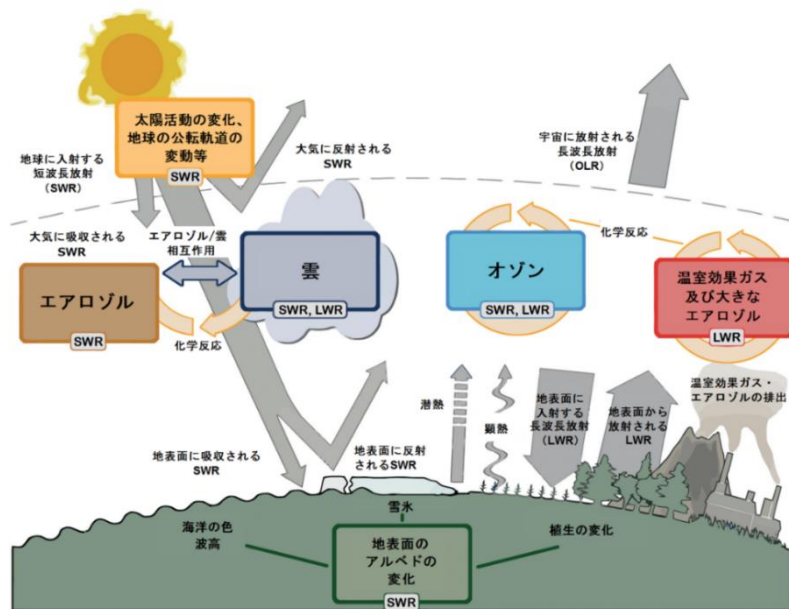 太陽活動の変化、
地球の公転軌道の
変動等
SWR
地球に入射する
短波長放射
（SWR）
大気に反射される
SWR
宇宙に放射される
長波長放射
（OLR）
大気に吸収される
SWR
エアロゾル/雲
相互作用
エアロゾル
SWR
雲
SWR, LWR
化学反応
オゾン
SWR, LWR
化学反応
温室効果ガス
及び大きな
エアロゾル
LWR
温室効果ガス・
エアロゾルの排出
潜熱
顕熱
地表面に
入射する
長波長放射
（LWR）
地表面から
放射される
LWR
地表面に吸収される
SWR
地表面に反射
されるSWR
雪氷
海洋の色
波高
地表面の
アルベドの
変化
SWR
植生の変化